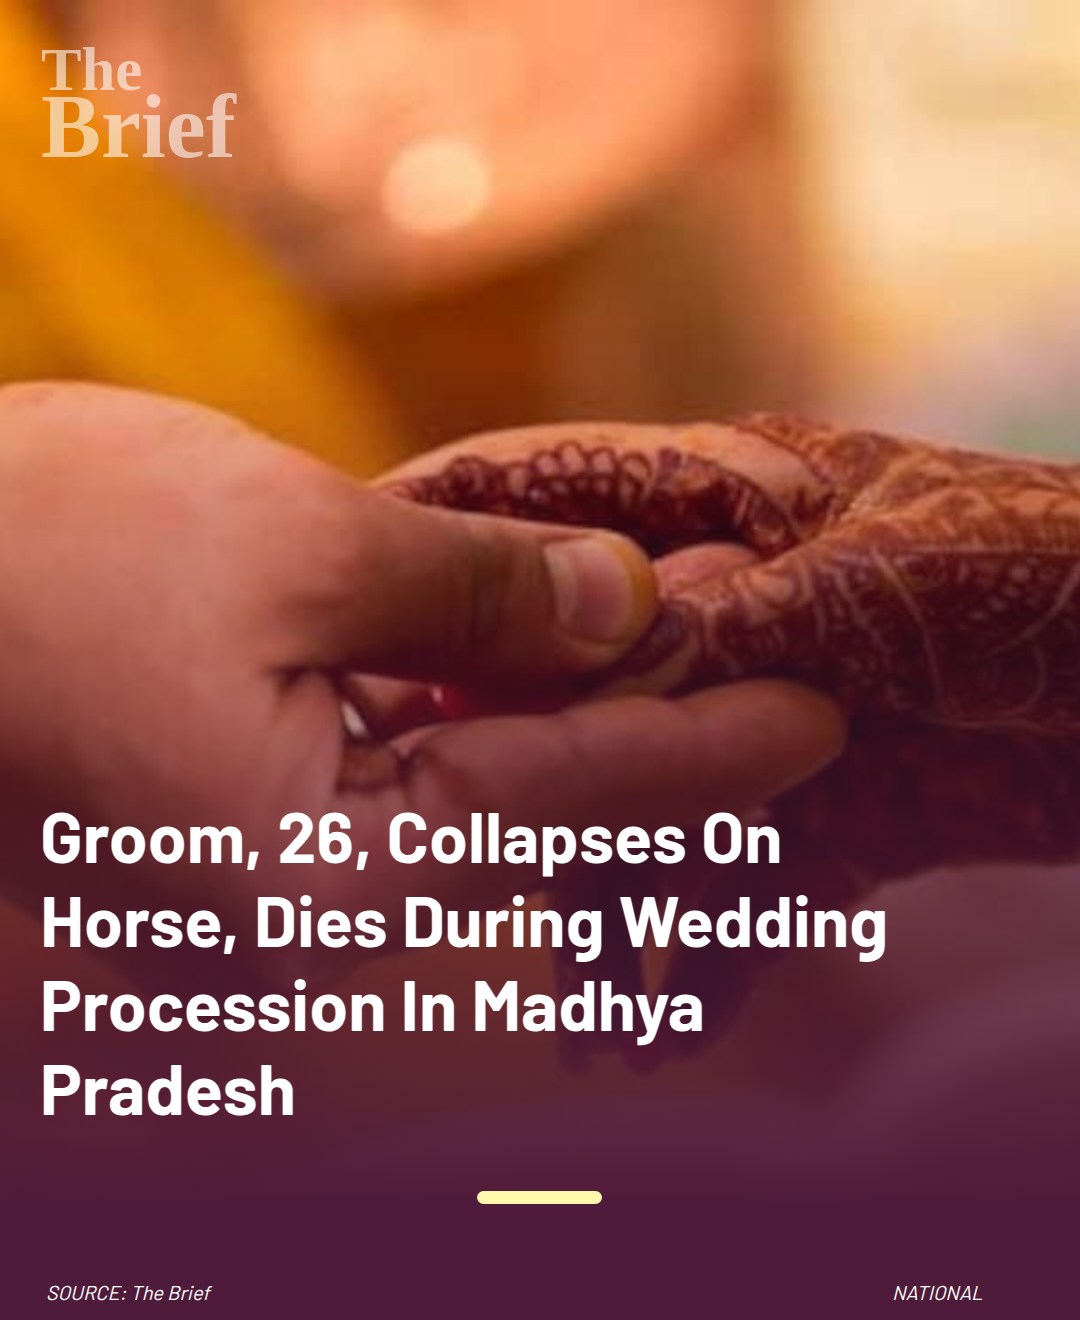 The
Brief
Groom, 26, Collapses On
Horse, Dies During Wedding
Procession In Madhya
Pradesh
SOURCE: The Brief
NATIONAL